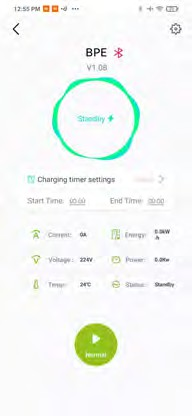 12:55 PM
BPE
V1.08
Standby
Charging timer settings
Start Time: 00:00 End Time: 00:00
Current: 0A Energy: 0.0kWh
Voltage: 224V Power: 0.0Kw
Temp: 24℃ Status: Standby
Normal